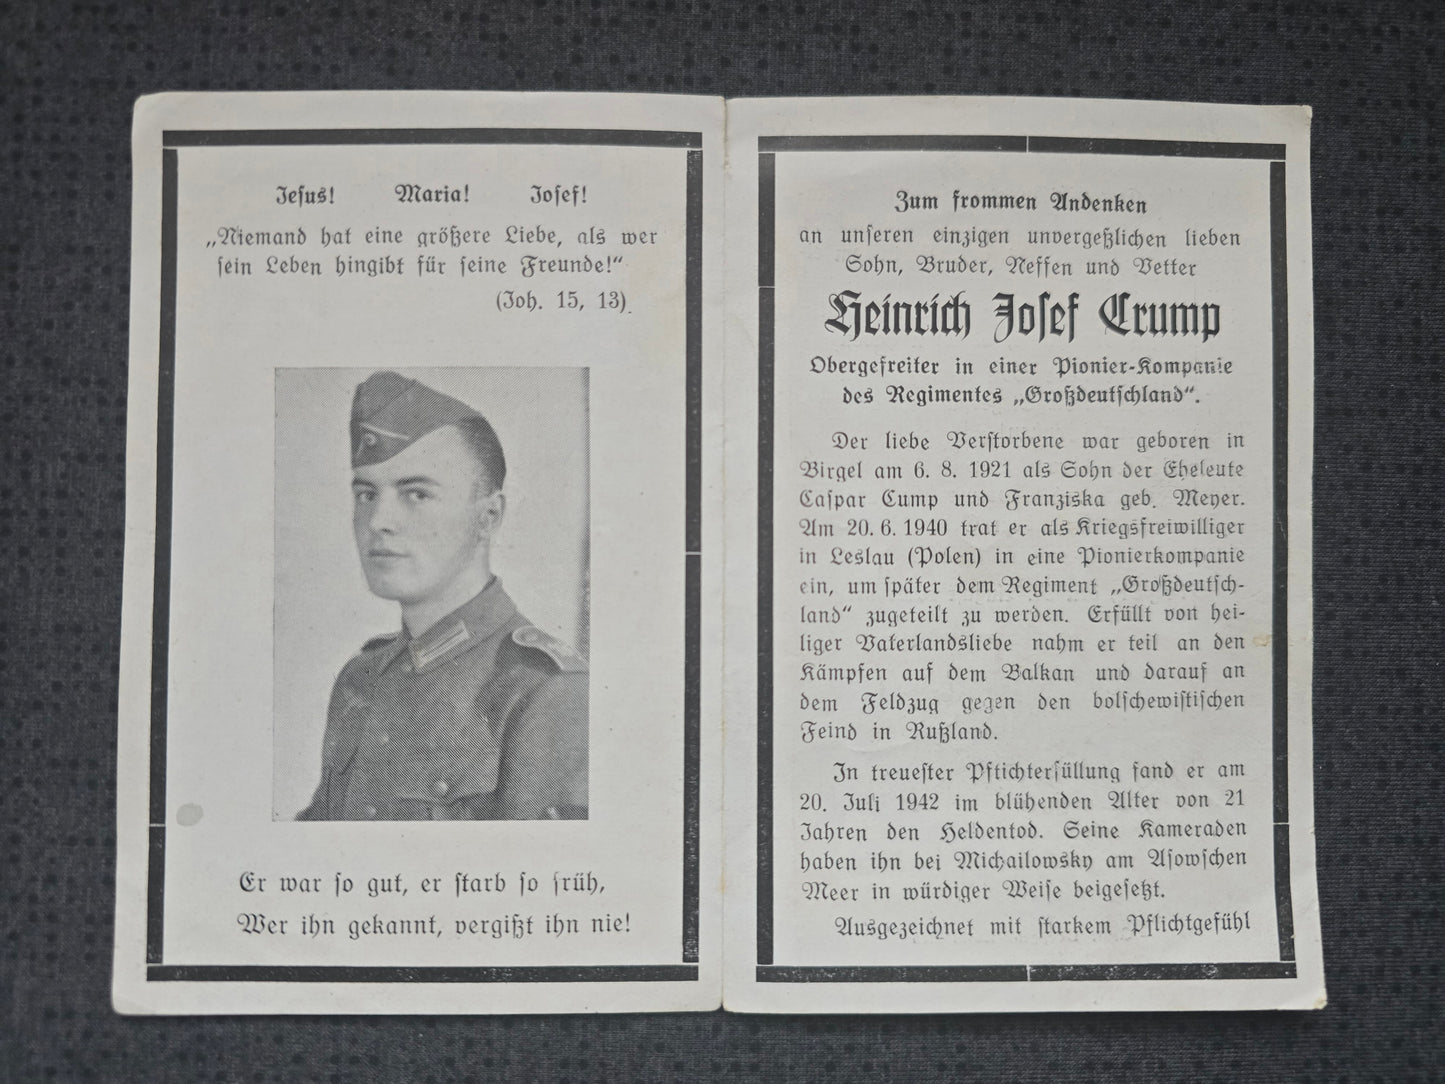 Jesus! Maria! Josef!
„Niemand hat eine größere Liebe, als wer
sein Leben hingibt für seine Freunde!“
(Joh. 15, 13).
Er war so gut, er starb so früh,
Wer ihn gekannt, vergißt ihn nie!
Zum frommen Andenken
an unseren einzigen unvergeßlichen lieben
Sohn, Bruder, Neffen und Vetter
Heinrich Josef Crump
Obergefreiter in einer Pionier-Kompanie
des Regimentes „Großdeutschland“.
Der liebe Verstorbene war geboren in
Birgel am 6. 8. 1921 als Sohn der Eheleute
Caspar Cump und Franziska geb. Meyer.
Am 20. 6. 1940 trat er als Kriegsfreiwilliger
in Leslau (Polen) in eine Pionierkompanie
ein, um später dem Regiment „Großdeutsch-
land“ zugeteilt zu werden. Erfüllt von hei-
liger Vaterlandsliebe nahm er teil an den
Kämpfen auf dem Balkan und darauf an
dem Feldzug gegen den bolschewistischen
Feind in Rußland.
In treuester Pftichterfüllung fand er am
20. Juli 1942 im blühenden Alter von 21
Jahren den Heldentod. Seine Kameraden
haben ihn bei Michailowsky am Asowschen
Meer in würdiger Weise beigesetzt.
Ausgezeichnet mit starkem Pflichtgefühl